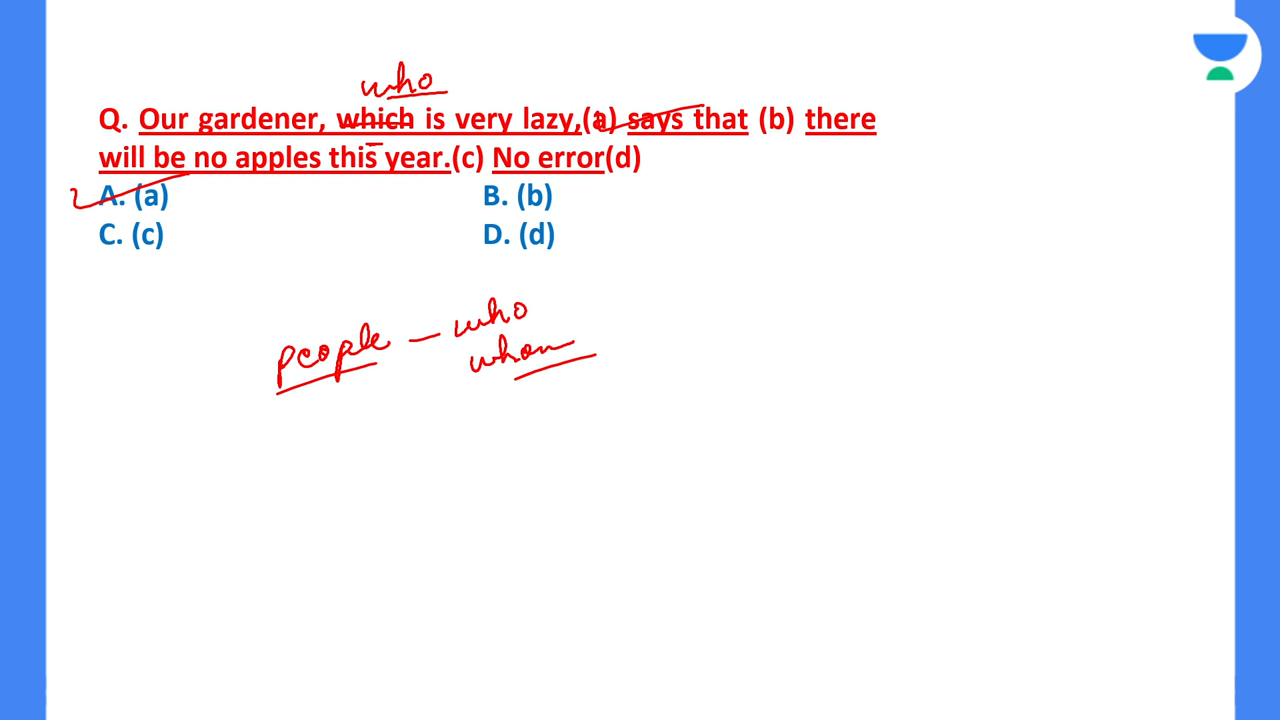 who
Q. Our gardener, which is very lazy,(a) says that (b) there
will be no apples this year.(c) No error(d)
A. (a) B. (b)
C. (c) D. (d)
people - who
whom